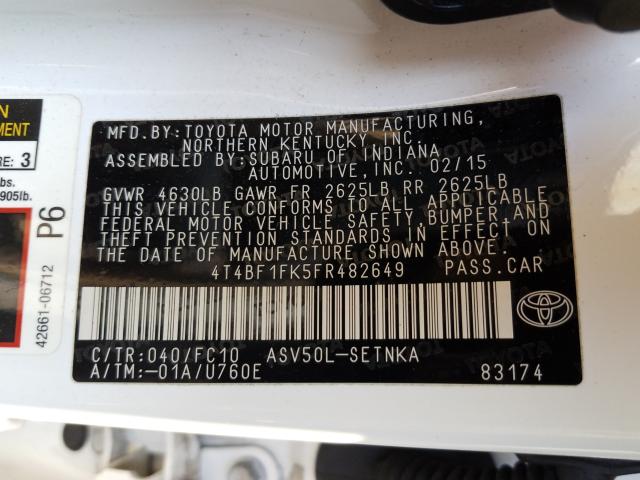 N
MENT
RE: 3
bs.
905lb.
P6
42661-06712
MFD.BY:TOYOTA MOTOR MANUFACTURING,
NORTHERN KENTUCKY,INC.
ASSEMBLED BY:SUBARU OF INDIANA
AUTOMOTIVE,INC. 02/15
GVWR 4630LB GAWR FR 2625LB RR 2625LB
THIS VEHICLE CONFORMS TO ALL APPLICABLE
FEDERAL MOTOR VEHICLE SAFETY,BUMPER,AND
THEFT PREVENTION STANDARDS IN EFFECT ON
THE DATE OF MANUFACTURE SHOWN ABOVE.
4T4BF1FK5FR482649 PASS.CAR
C/TR:040/FC10 ASV50L-SETNKA
A/TM:-01A/U760E 83174